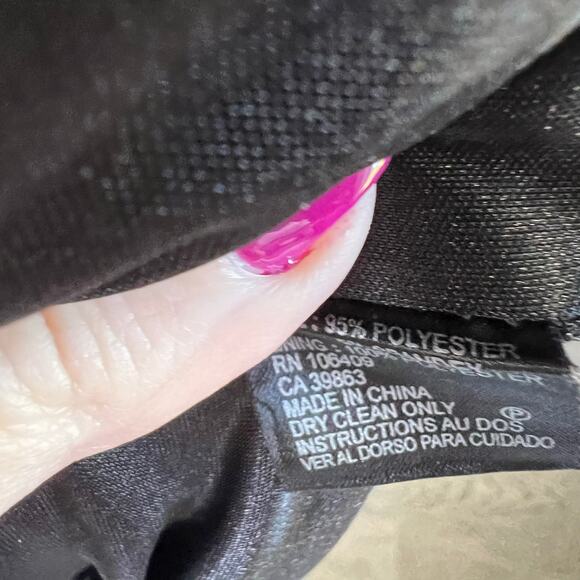 : 95% POLYESTER
RN 106409
CA 39863
MADE IN CHINA
DRY CLEAN ONLY
P
INSTRUCTIONS AU DOS
VER AL DORSO PARA CUIDADO